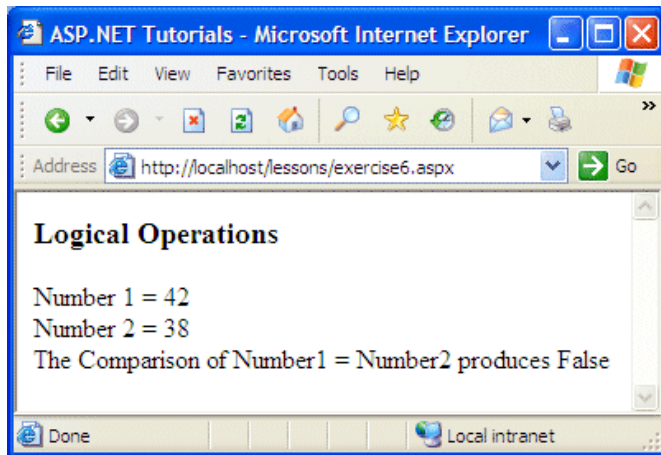 ASP.NET Tutorials - Microsoft Internet Explorer
File Edit View Favorites Tools Help
»
Address http://localhost/lessons/exercise6.aspx Go
Logical Operations
Number 1 = 42
Number 2 = 38
The Comparison of Number1 = Number2 produces False
Done Local intranet